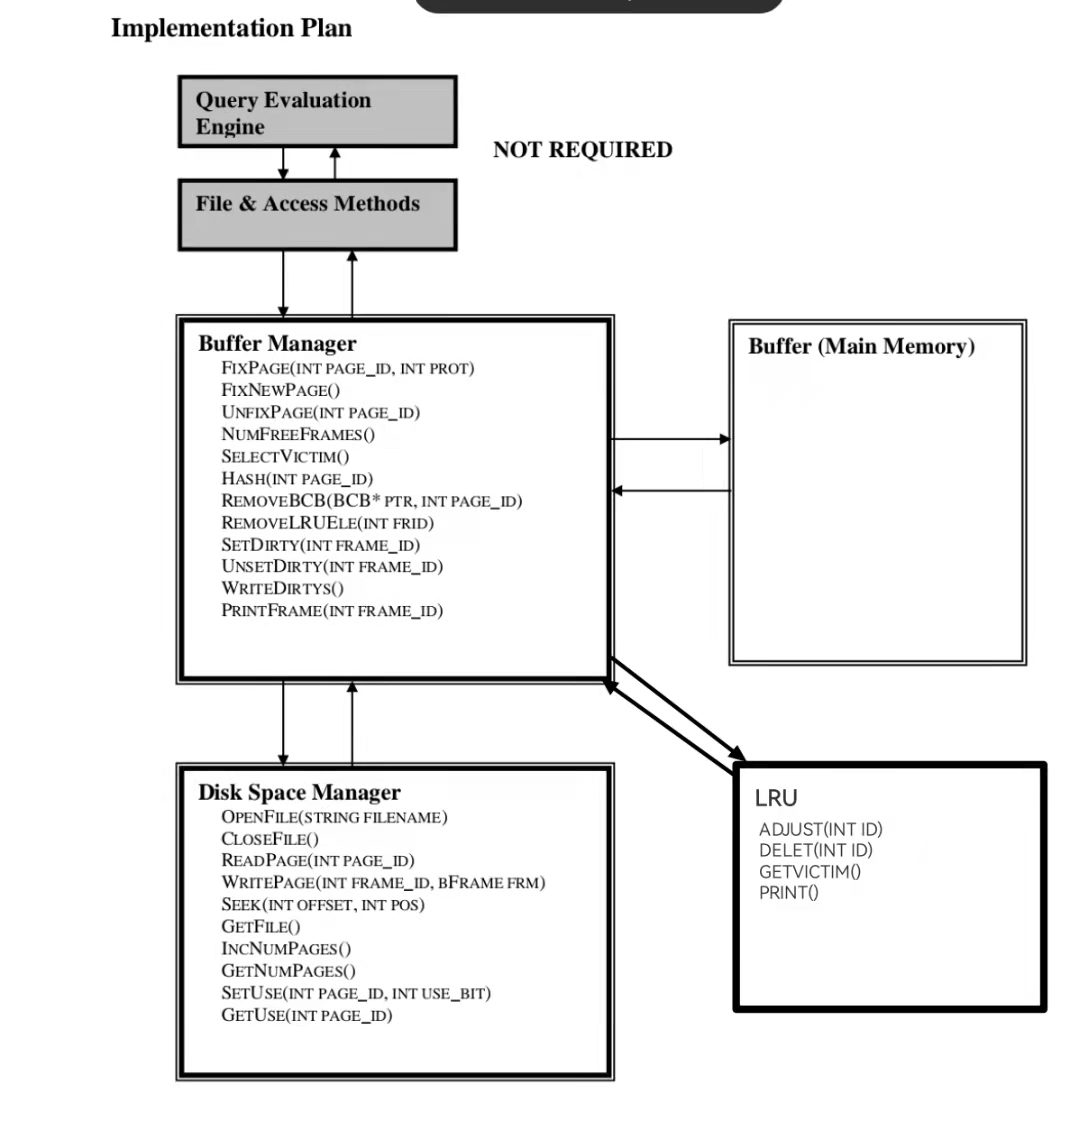 Implementation Plan
Query Evaluation
Engine
NOT REQUIRED
File & Access Methods
Buffer Manager
FIXPAGE(INT PAGE_ID, INT PROT)
FIXNEWPAGE()
UNFIXPAGE(INT PAGE_ID)
NUMFREEFRAMES()
SELECTVICTIM()
HASH(INT PAGE_ID)
REMOVEBCB(BCB* PTR, INT PAGE_ID)
REMOVELRUELE(INT FRID)
SETDIRTY(INT FRAME_ID)
UNSETDIRTY(INT FRAME_ID)
WRITEDIRTYS()
PRINTFRAME(INT FRAME_ID)
Buffer (Main Memory)
Disk Space Manager
OPENFILE(STRING FILENAME)
CLOSEFILE()
READPAGE(INT PAGE_ID)
WRITEPAGE(INT FRAME_ID, BFRAME FRM)
SEEK(INT OFFSET, INT POS)
GETFILE()
INCNUMPAGES()
GETNUMPAGES()
SETUSE(INT PAGE_ID, INT USE_BIT)
GETUSE(INT PAGE_ID)
LRU
ADJUST(INT ID)
DELET(INT ID)
GETVICTIM()
PRINT()